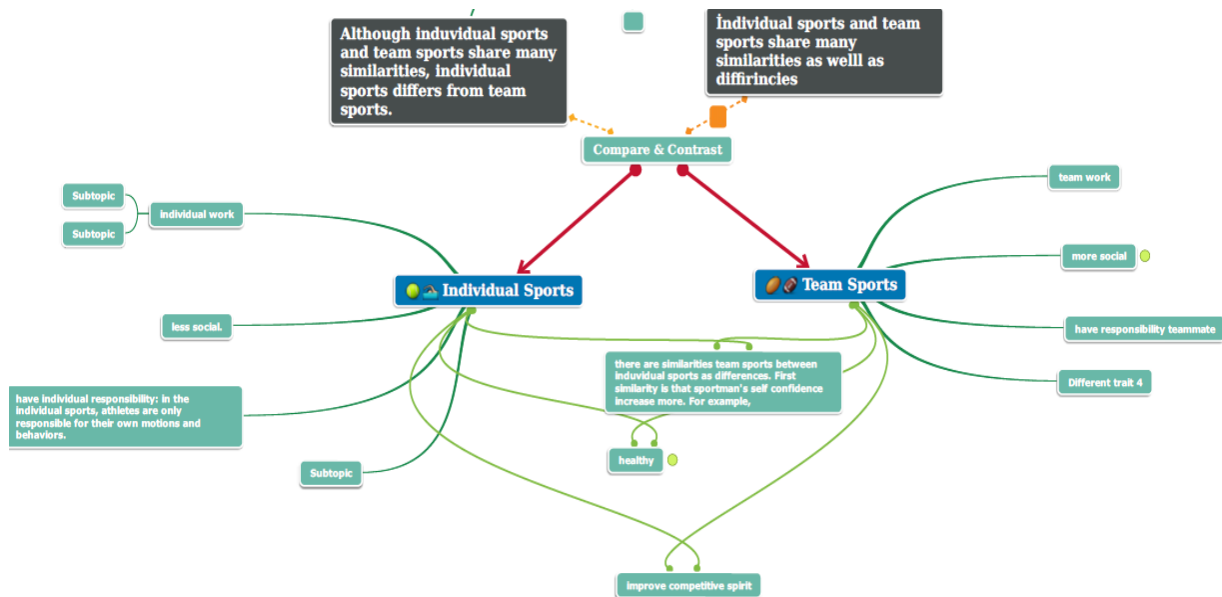 Although induvidual sports
and team sports share many
similarities, individual
sports differs from team
sports.
İndividual sports and team
sports share many
similarities as welll as
diffirincies
Compare & Contrast
Subtopic
Subtopic
individual work
team work
more social
Individual Sports
Team Sports
less social.
have responsibility teammate
there are similarities team sports between
induvidual sports as differences. First
similarity is that sportman's self confidence
increase more. For example,
Different trait 4
have individual responsibility: in the
individual sports, athletes are only
responsible for their own motions and
behaviors.
healthy
Subtopic
improve competitive spirit